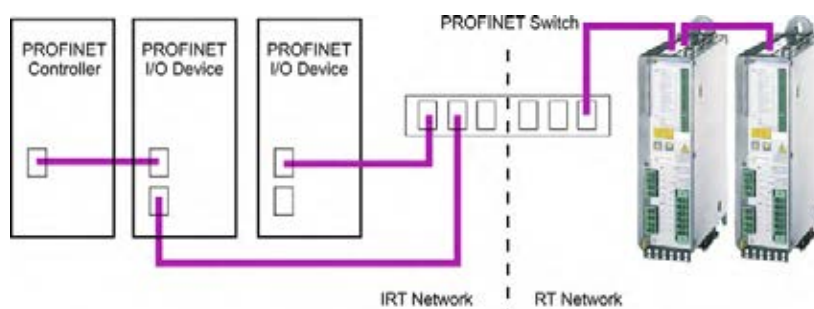 PROFINET Switch
PROFINET
Controller
PROFINET
I/O Device
PROFINET
I/O Device
IRT Network
RT Network